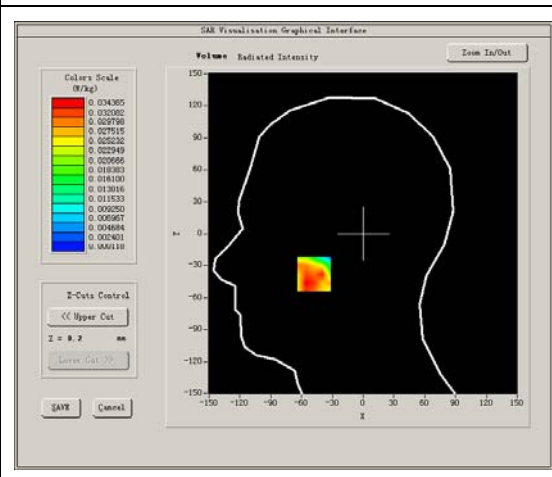 SAR Visualisation Graphical Interface
Volume Radiated Intensity
Zoom In/Out
Colors Scale
(W/kg)
0.034365
0.032082
0.029798
0.027515
0.025232
0.022949
0.020666
0.018383
0.016100
0.013816
0.011533
0.009250
0.006967
0.004684
0.002401
0.000118
Z-Cuts Control
<< Upper Cut
Z = 0.2 mm
Lower Cut >>
SAVE Cancel
150
120
90
60
30
0
-30
-60
-90
-120
-150
-150 -120 -90 -60 -30 0 30 60 90 120 150
X